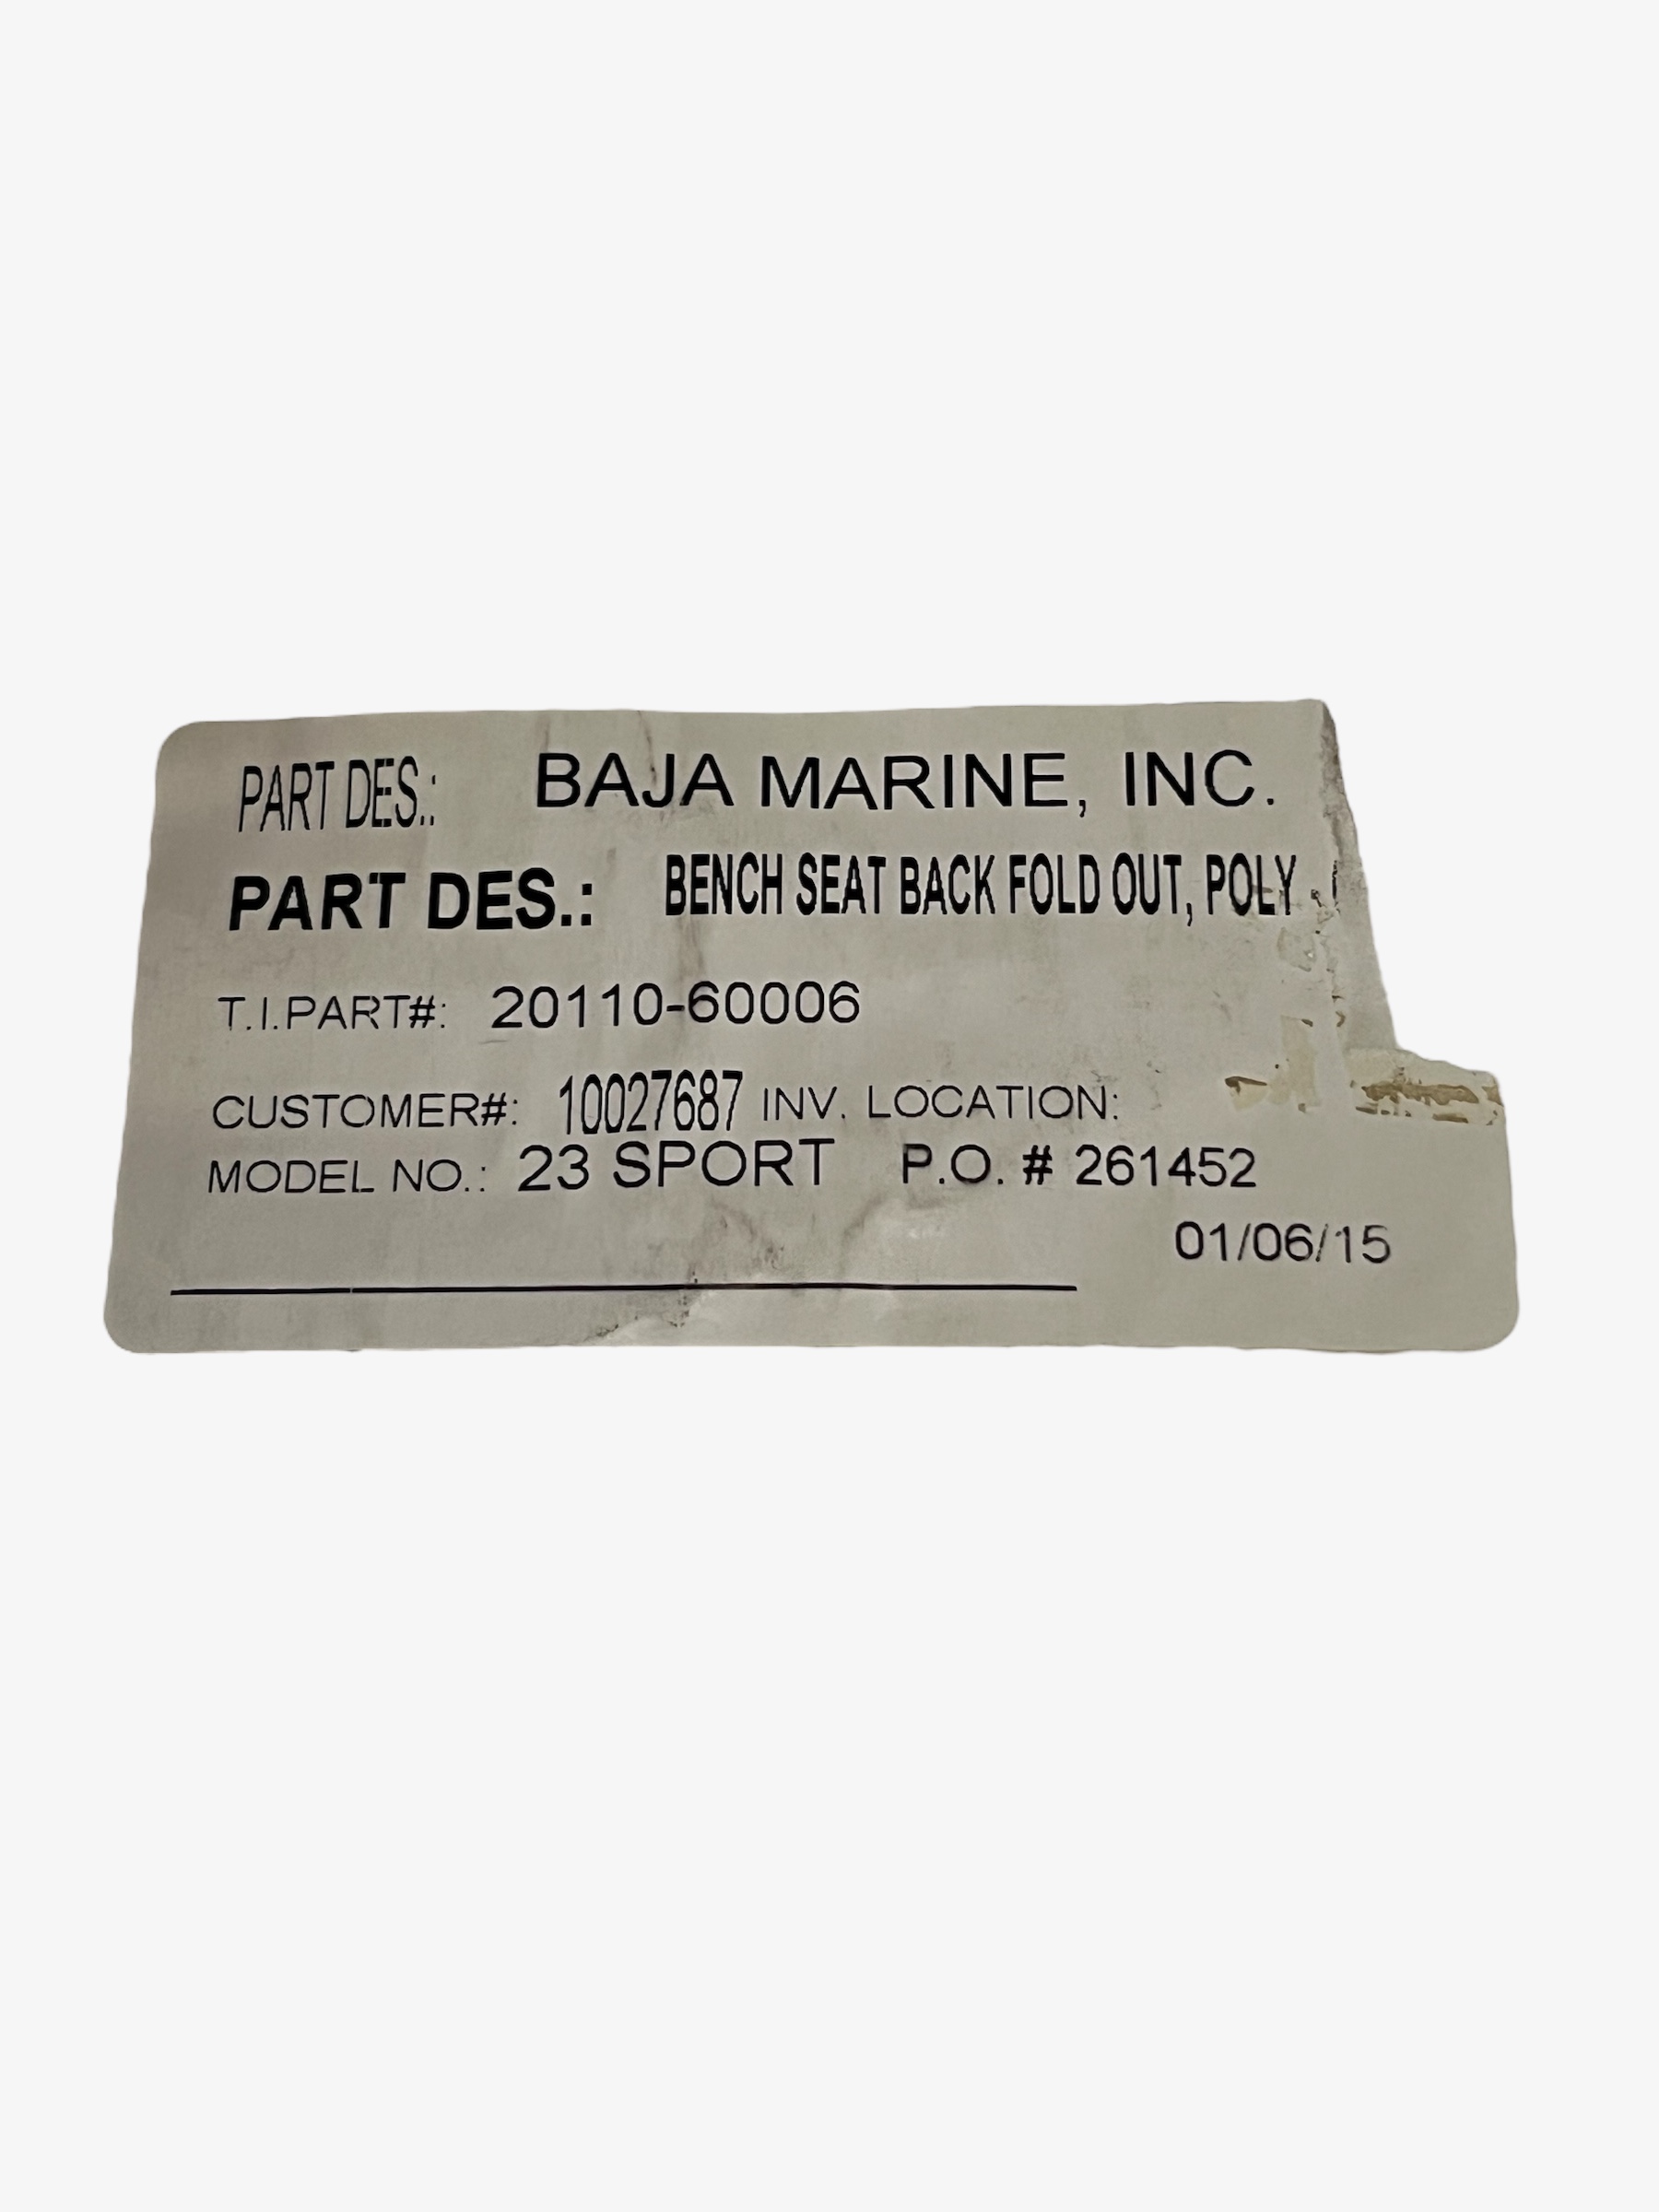 PART DES.: BAJA MARINE, INC.
PART DES.: BENCH SEAT BACK FOLD OUT, POLY
T.I.PART#: 20110-60006
CUSTOMER#: 10027687 INV. LOCATION:
MODEL NO.: 23 SPORT P.O. # 261452
01/06/15